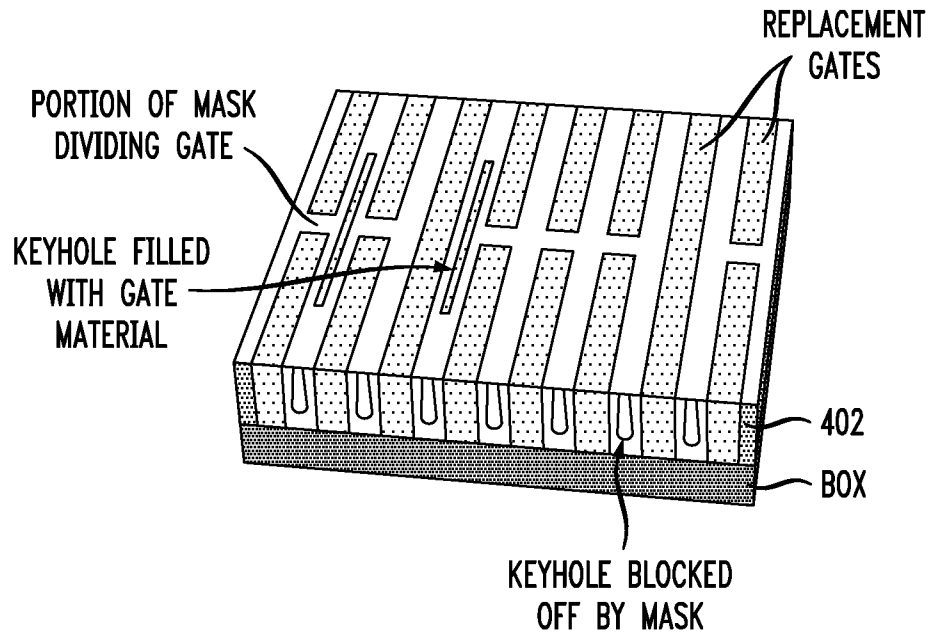 REPLACEMENT
GATES
PORTION OF MASK
DIVIDING GATE
KEYHOLE FILLED
WITH GATE
MATERIAL
402
BOX
KEYHOLE BLOCKED
OFF BY MASK